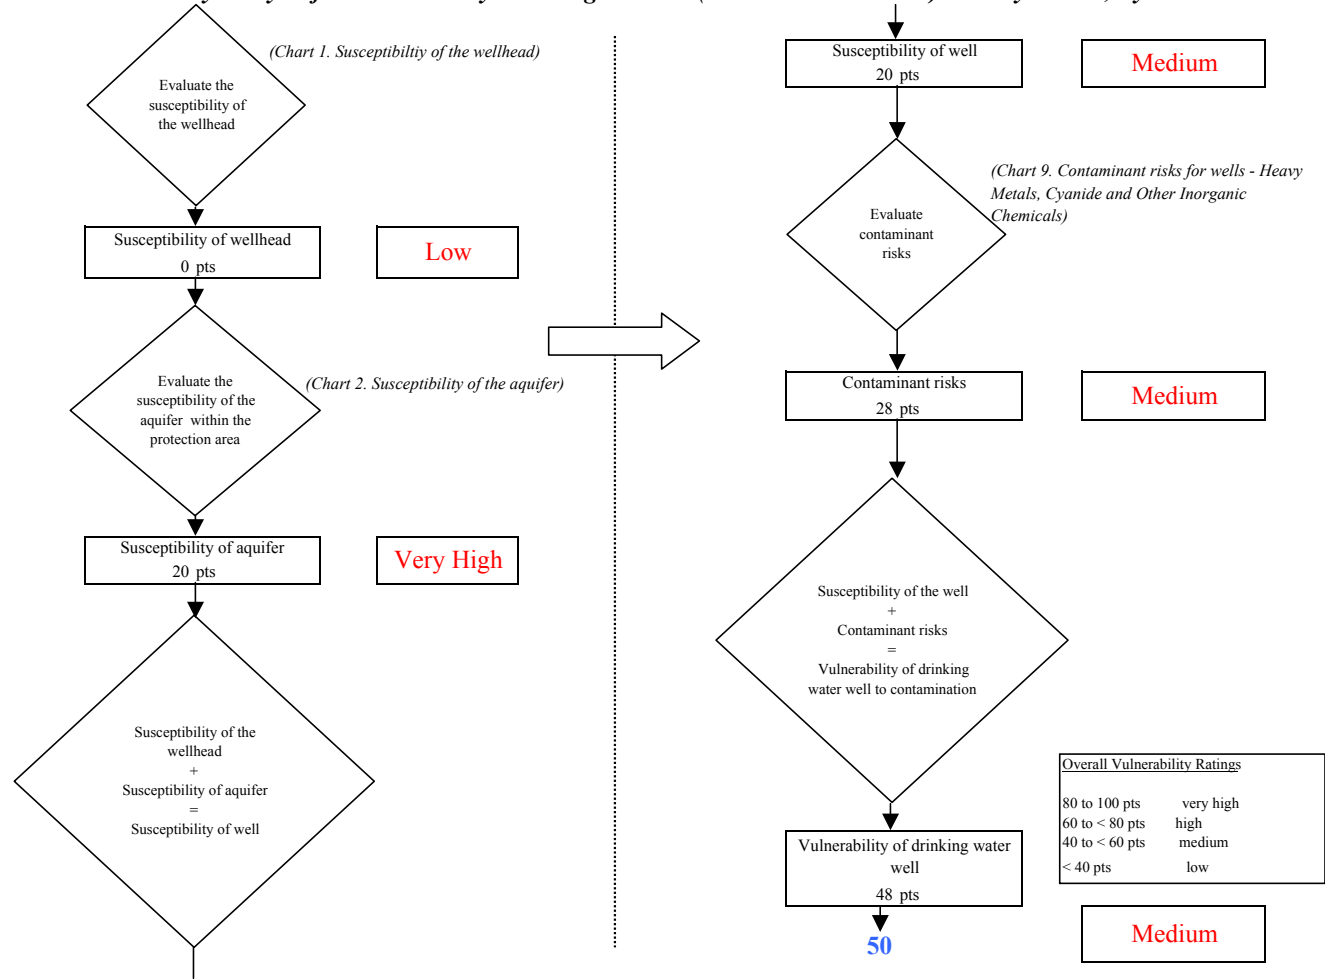 (Chart 1. Susceptibiltiy of the wellhead)
Evaluate the
susceptibility of
the wellhead
Susceptibility of wellhead
0 pts
Low
Evaluate the
susceptibility of the
aquifer within the
protection area
(Chart 2. Susceptibility of the aquifer)
Susceptibility of aquifer
20 pts
Very High
Susceptibility of the
wellhead
+
Susceptibility of aquifer
=
Susceptibility of well
Susceptibility of well
20 pts
Medium
Evaluate
contaminant
risks
(Chart 9. Contaminant risks for wells - Heavy
Metals, Cyanide and Other Inorganic
Chemicals)
Contaminant risks
28 pts
Medium
Susceptibility of the well
+
Contaminant risks
=
Vulnerability of drinking
water well to contamination
Overall Vulnerability Ratings
80 to 100 pts very high
60 to < 80 pts high
40 to < 60 pts medium
< 40 pts low
Vulnerability of drinking water
well
48 pts
50
Medium